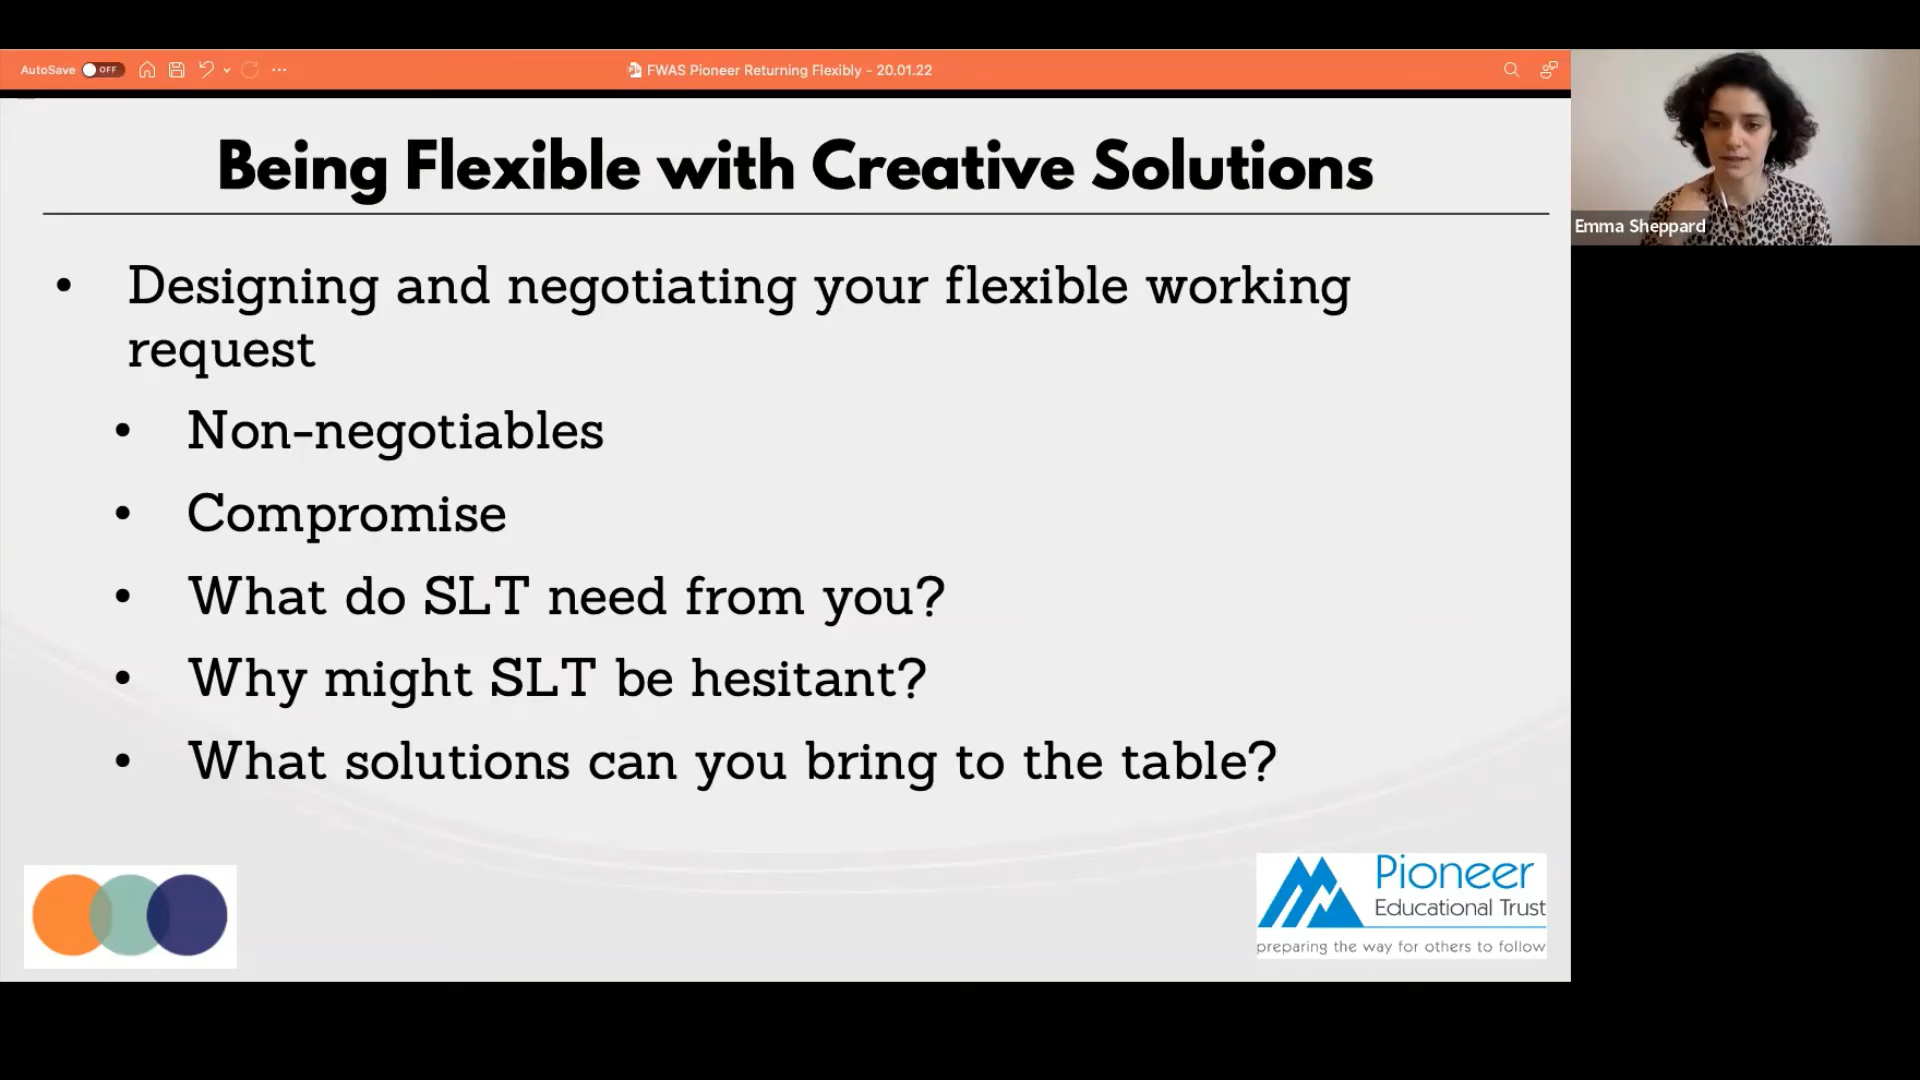 AutoSave OFF
FWAS Pioneer Returning Flexibly - 20.01.22
Being Flexible with Creative Solutions
Emma Sheppard
• Designing and negotiating your flexible working
request
• Non-negotiables
• Compromise
• What do SLT need from you?
• Why might SLT be hesitant?
• What solutions can you bring to the table?
Pioneer
Educational Trust
preparing the way for others to follow